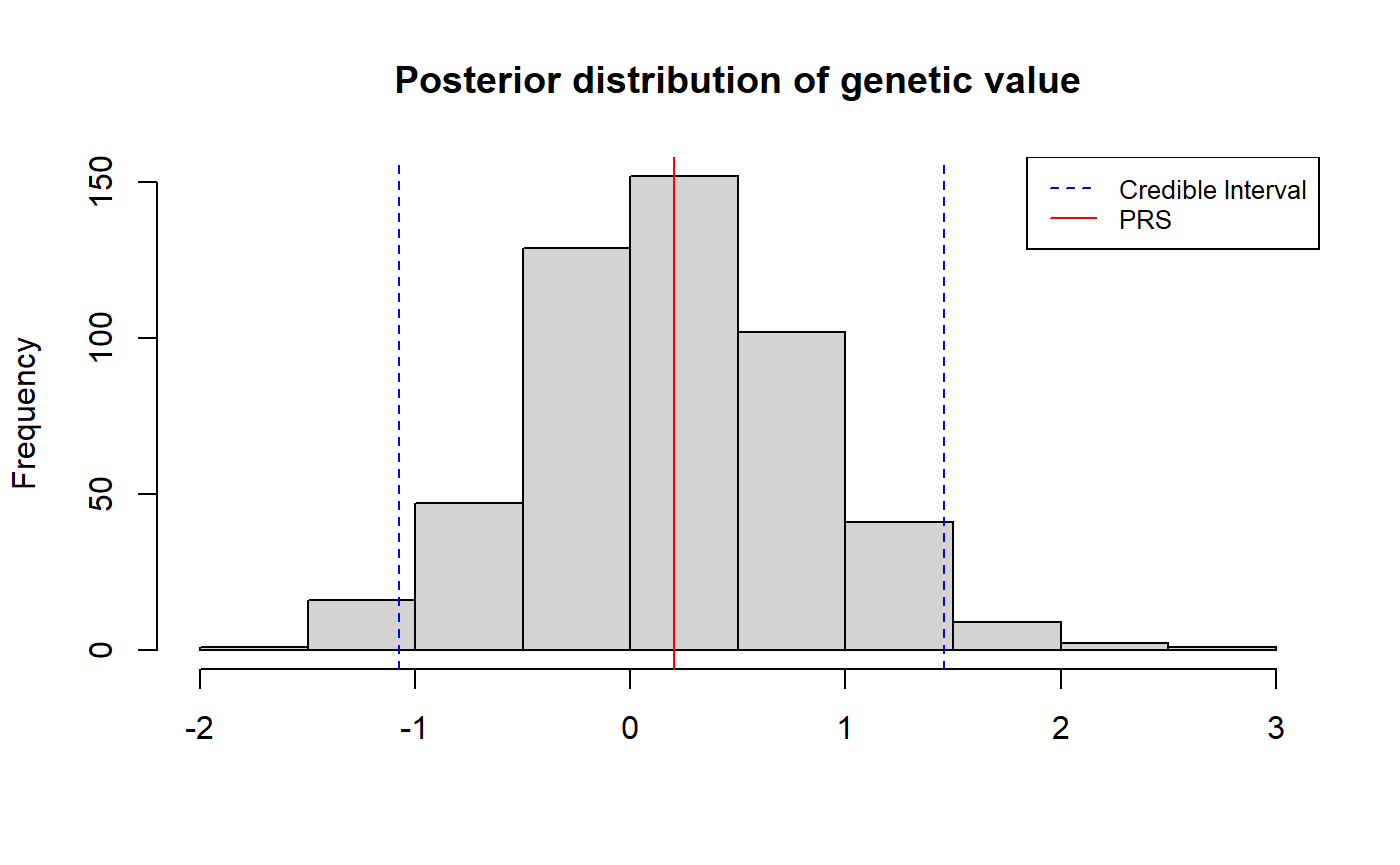 Posterior distribution of genetic value
Credible Interval
PRS
Frequency
150
100
50
0
-2 -1 0 1 2 3